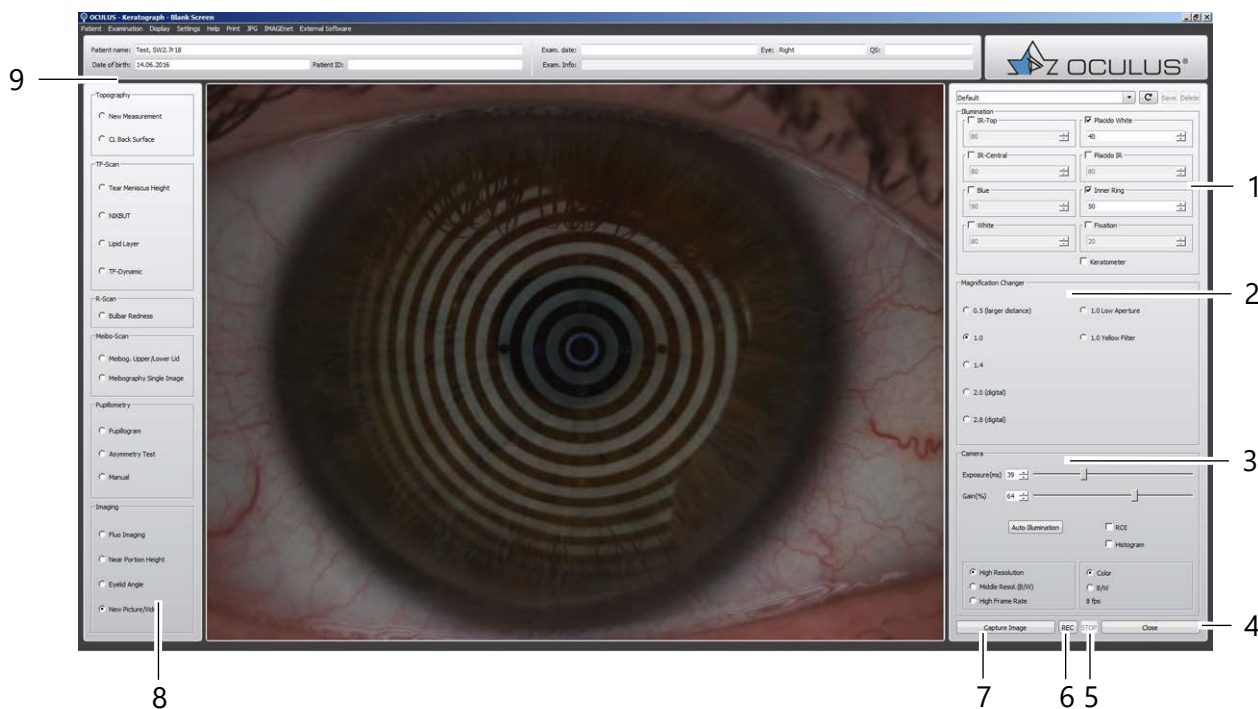 OCULUS - Keratograph - Blank Screen
Patient Examination Display Settings Help Print JPG IMAGEnet External Software
Patient name: Test, SW2.7r18
Exam. date: Eye: Right QS:
Date of birth: 14.06.2016 Patient ID:
Exam. Info:
OCULUS®
9
Topography
New Measurement
CL Back Surface
TF-Scan
Tear Meniscus Height
NIKBUT
Lipid Layer
TF-Dynamic
R-Scan
Bulbar Redness
Meibo-Scan
Meibog. Upper/Lower Lid
Meibography Single Image
Pupillometry
Pupillogram
Asymmetry Test
Manual
Imaging
Fluo Imaging
Near Portion Height
Eyelid Angle
New Picture/Video
8
Default Save Delete
Illumination
IR-Top Placido White
80 40
IR-Central Placido IR
80 80
1
Blue Inner Ring
90 50
White Fixation
80 20
Keratometer
Magnification Changer
2
0.5 (larger distance) 1.0 Low Aperture
1.0 1.0 Yellow Filter
1.4
2.0 (digital)
2.8 (digital)
Camera
3
Exposure(ms) 39
Gain(%) 64
Auto Illumination ROI
Histogram
High Resolution Color
Middle Resol.(B/W) B/W
High Frame Rate 8 fps
Capture Image REC STOP Close
4
7 6 5